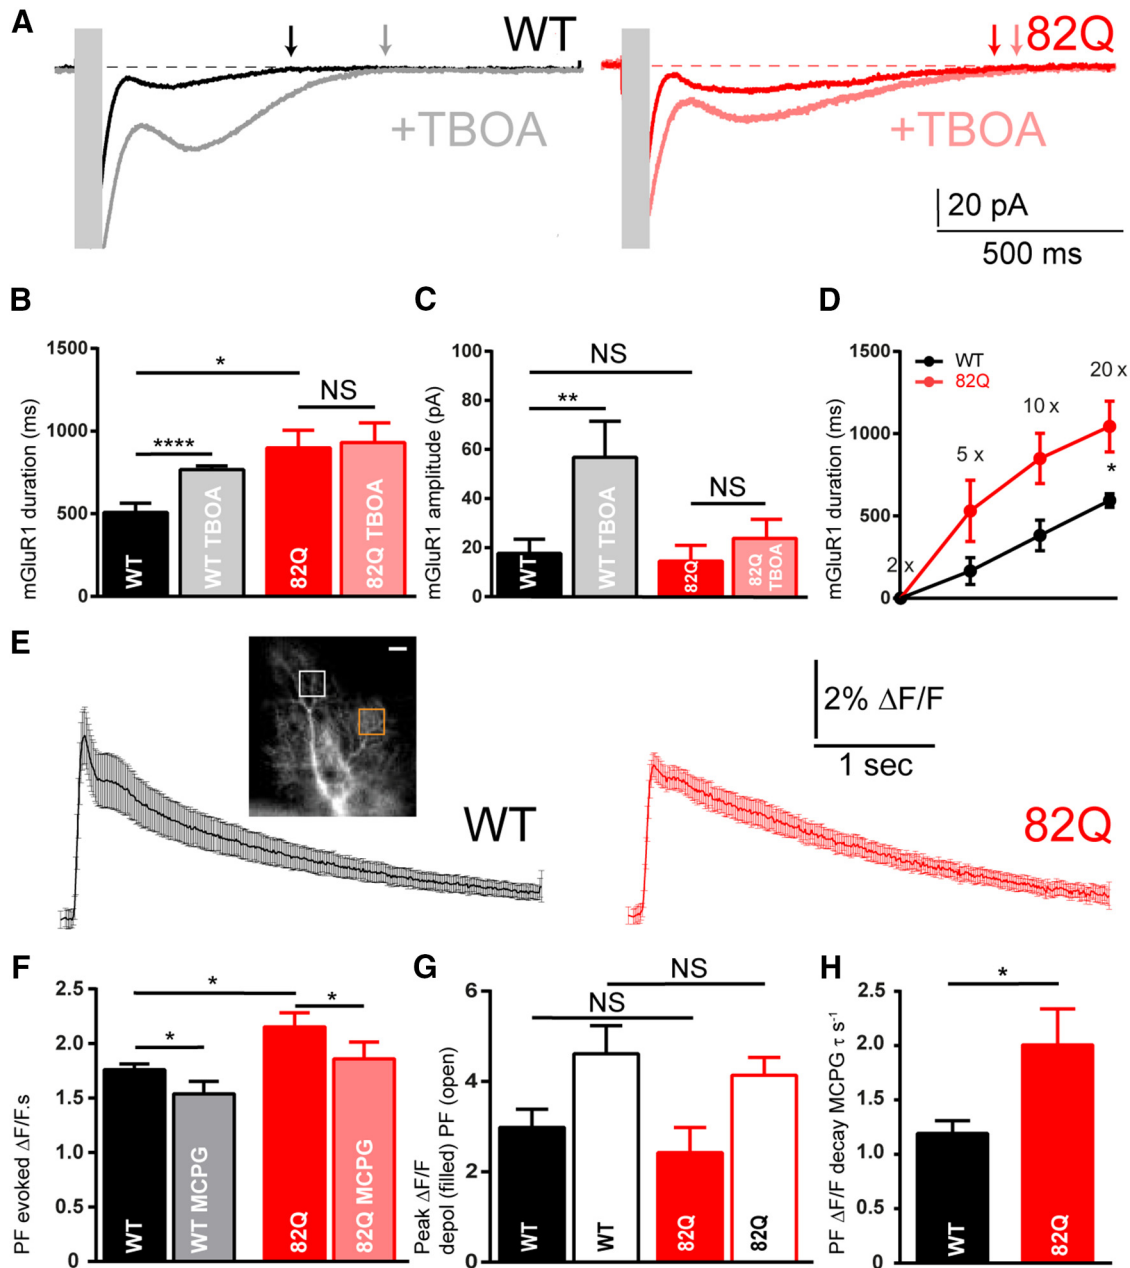 A
WT
+TBOA
82Q
+TBOA
20 pA
500 ms
B
mGluR1 duration (ms)
1500
1000
500
0
*
****
NS
WT
WT TBOA
82Q
82Q TBOA
C
mGluR1 amplitude (pA)
100
80
60
40
20
0
NS
**
NS
WT
WT TBOA
82Q
82Q
TBOA
D
mGluR1 duration (ms)
1500
1000
500
0
WT
82Q
2 x
5 x
10 x
20 x
*
E
WT
2% ΔF/F
1 sec
82Q
F
PF evoked ΔF/F.s
2.5
2.0
1.5
1.0
0.5
0
*
*
*
WT
WT MCPG
82Q
82Q MCPG
G
Peak ΔF/F
depol (filled) PF (open)
6
4
2
0
NS
NS
WT
WT
82Q
82Q
H
PF ΔF/F decay MCPG τ s⁻¹
2.5
2.0
1.5
1.0
0.5
0
*
WT
82Q